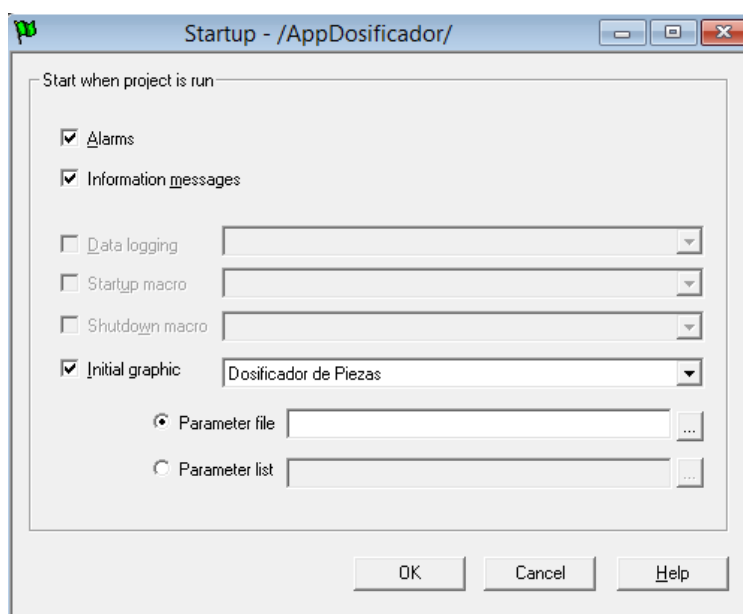 Startup - /AppDosificador/
Start when project is run
Alarms
Information messages
Data logging
Startup macro
Shutdown macro
Initial graphic
Dosificador de Piezas
Parameter file
...
Parameter list
...
OK
Cancel
Help